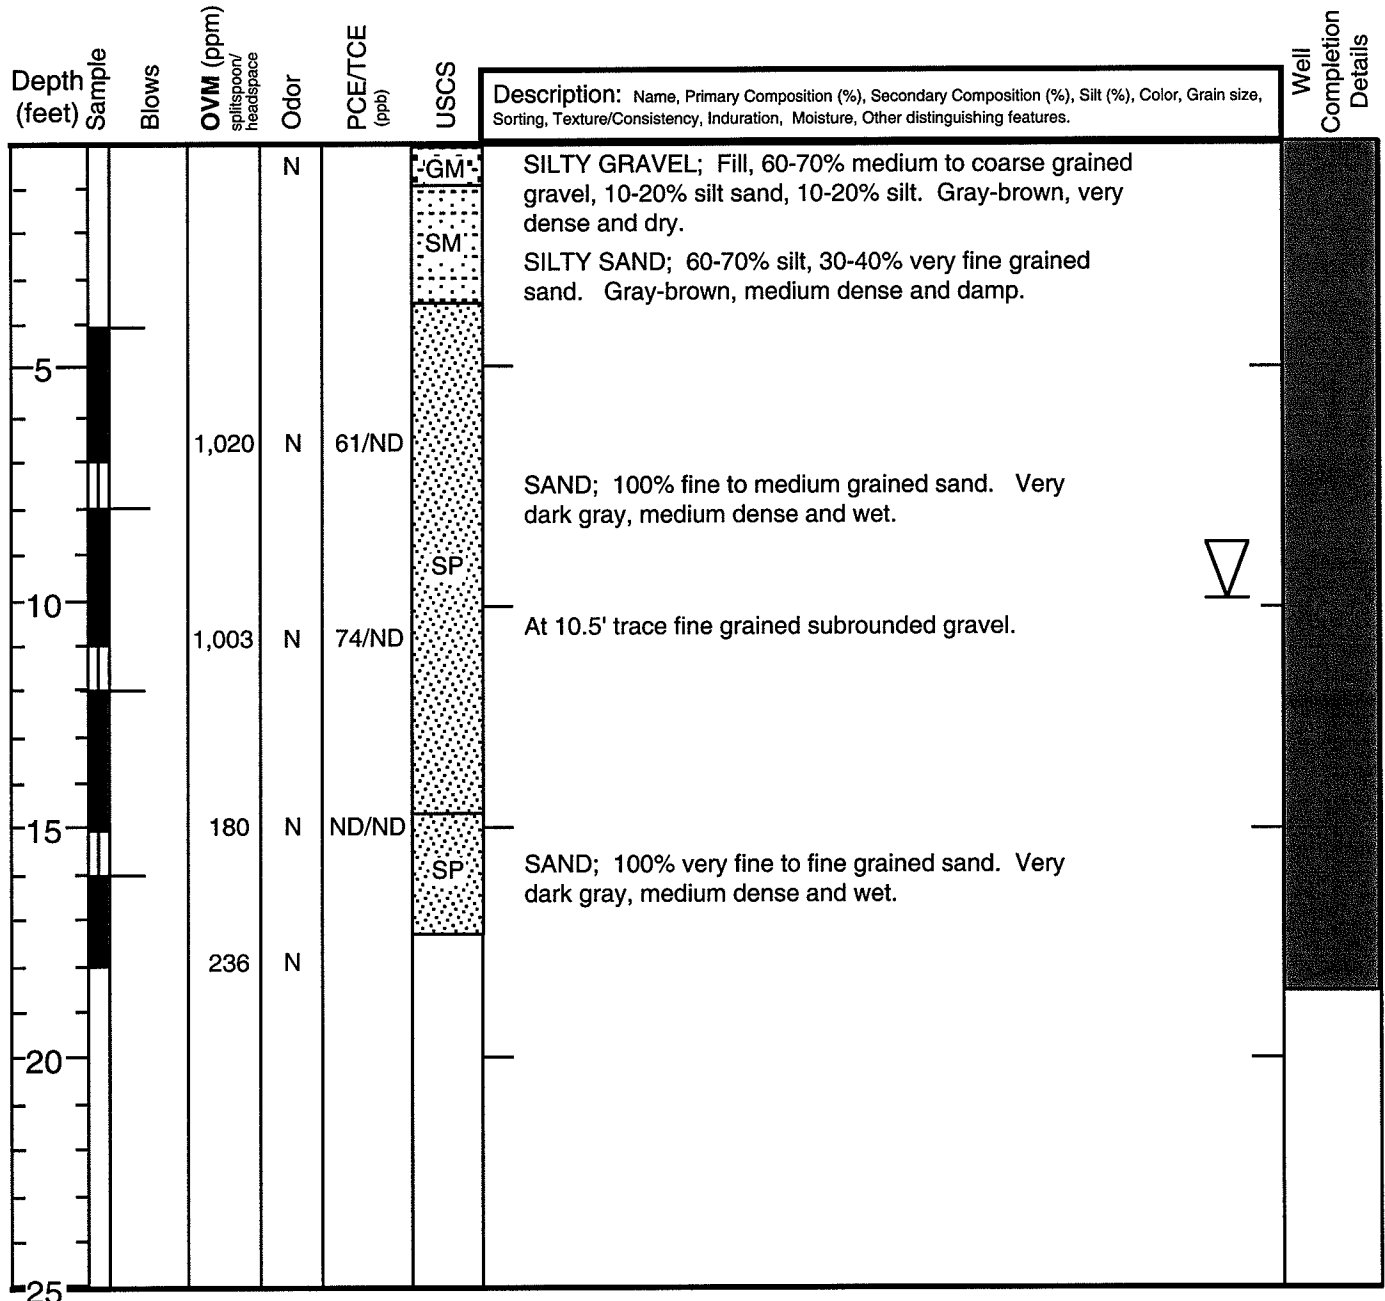 Depth
(feet)
Sample
Blows
OVM (ppm)
splitspoon/
headspace
Odor
PCE/TCE
(ppb)
USCS
Description: Name, Primary Composition (%), Secondary Composition (%), Silt (%), Color, Grain size,
Sorting, Texture/Consistency, Induration, Moisture, Other distinguishing features.
Well
Completion
Details
N
GM
SILTY GRAVEL; Fill, 60-70% medium to coarse grained
gravel, 10-20% silt sand, 10-20% silt. Gray-brown, very
dense and dry.
SM
SILTY SAND; 60-70% silt, 30-40% very fine grained
sand. Gray-brown, medium dense and damp.
5
1,020 N 61/ND
SAND; 100% fine to medium grained sand. Very
dark gray, medium dense and wet.
SP
10
At 10.5' trace fine grained subrounded gravel.
1,003 N 74/ND
15
180 N ND/ND
SP
SAND; 100% very fine to fine grained sand. Very
dark gray, medium dense and wet.
236 N
20
25